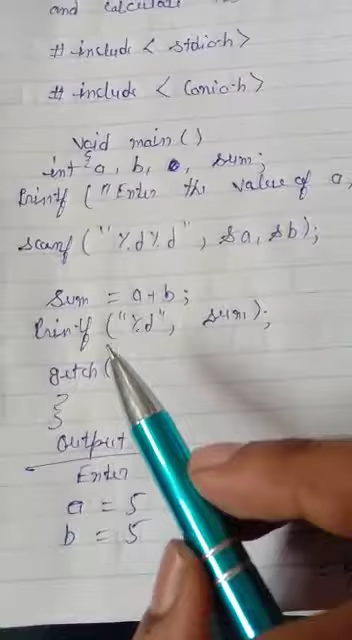 and calculate
# include < stdio.h>
# include < conio.h>
void main()
{
int a, b, sum;
Printf ("Enter the value of a,
scanf ("%d%d", &a, &b);
sum = a+b;
Printf ("%d", sum);
getch(
}
Output
Enter
a = 5
b = 5